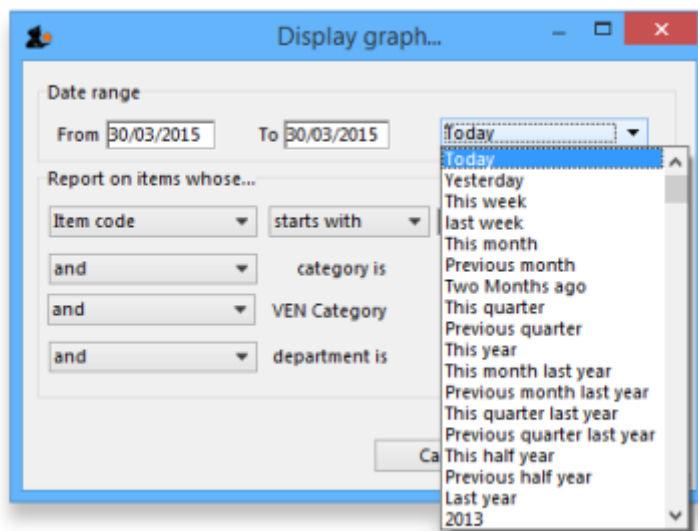 Display graph...
Date range
From 30/03/2015 To 30/03/2015 Today
Today
Yesterday
This week
last week
This month
Previous month
Two Months ago
This quarter
Previous quarter
This year
This month last year
Previous month last year
This quarter last year
Previous quarter last year
This half year
Previous half year
Last year
2013
Report on items whose...
Item code starts with
and category is
and VEN Category
and department is
Ca